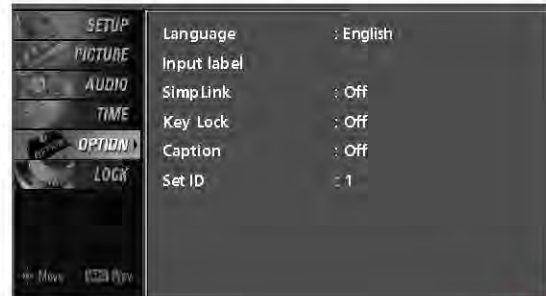 SETUP
PICTURE
AUDIO
TIME
OPTION
LOCK
Move
Language : English
Input label
SimpLink : Off
Key Lock : Off
Caption : Off
Set ID : 1